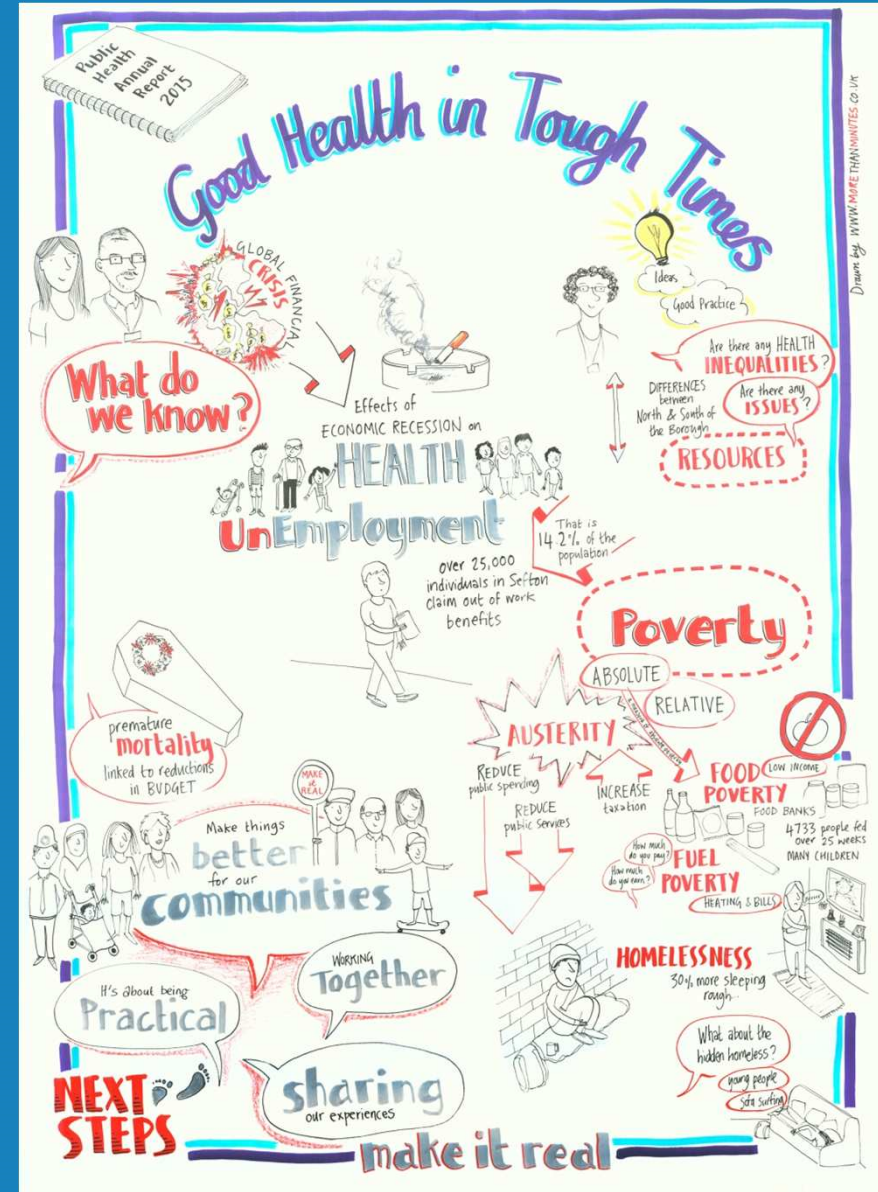 Public
Health
Annual
Report
2015
Good Health in Tough Times
Drawn by WWW.MORETHANMINUTES.CO.UK
GLOBAL FINANCIAL
CRISIS
What do
we know?
Ideas
Good Practice
Are there any HEALTH
INEQUALITIES?
DIFFERENCES
between
North & South of
the Borough
Are there any
ISSUES?
RESOURCES
Effects of
ECONOMIC RECESSION on
HEALTH
UnEmployment
That is
14.2% of the
population
over 25,000
individuals in Sefton
claim out of work
benefits
Poverty
ABSOLUTE
RELATIVE
premature
mortality
linked to reductions
in BUDGET
AUSTERITY
REDUCE
public spending
REDUCE
public services
INCREASE
taxation
FOOD
POVERTY
LOW INCOME
FOOD BANKS
4733 people fed
over 25 weeks
MANY CHILDREN
How much
do you pay?
How much
do you earn?
FUEL
POVERTY
HEATING & BILLS
MAKE
it
REAL
Make things
better
for our
communities
HOMELESSNESS
30% more sleeping
rough
It's about being
Practical
WORKING
Together
What about the
hidden homeless?
young people
sofa surfing
NEXT
STEPS
sharing
our experiences
make it real